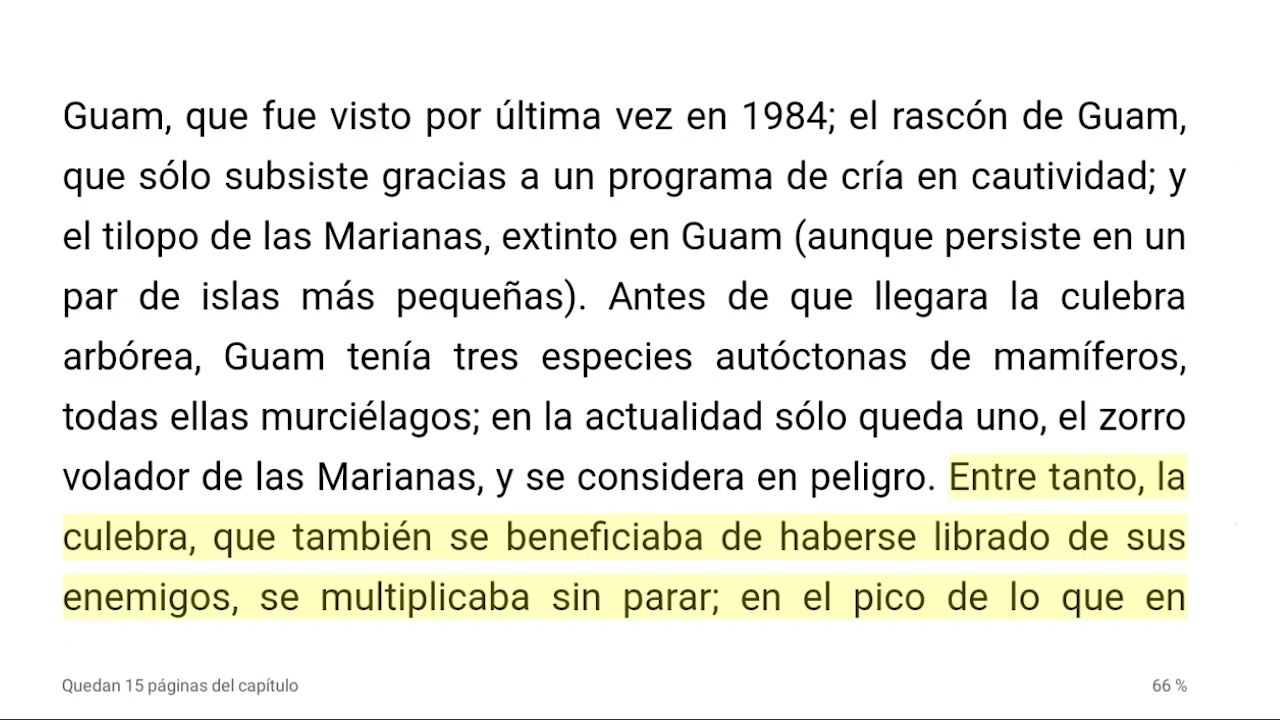 Guam, que fue visto por última vez en 1984; el rascón de Guam,
que sólo subsiste gracias a un programa de cría en cautividad; y
el tilopo de las Marianas, extinto en Guam (aunque persiste en un
par de islas más pequeñas). Antes de que llegara la culebra
arbórea, Guam tenía tres especies autóctonas de mamíferos,
todas ellas murciélagos; en la actualidad sólo queda uno, el zorro
volador de las Marianas, y se considera en peligro. Entre tanto, la
culebra, que también se beneficiaba de haberse librado de sus
enemigos, se multiplicaba sin parar; en el pico de lo que en
Quedan 15 páginas del capítulo
66 %